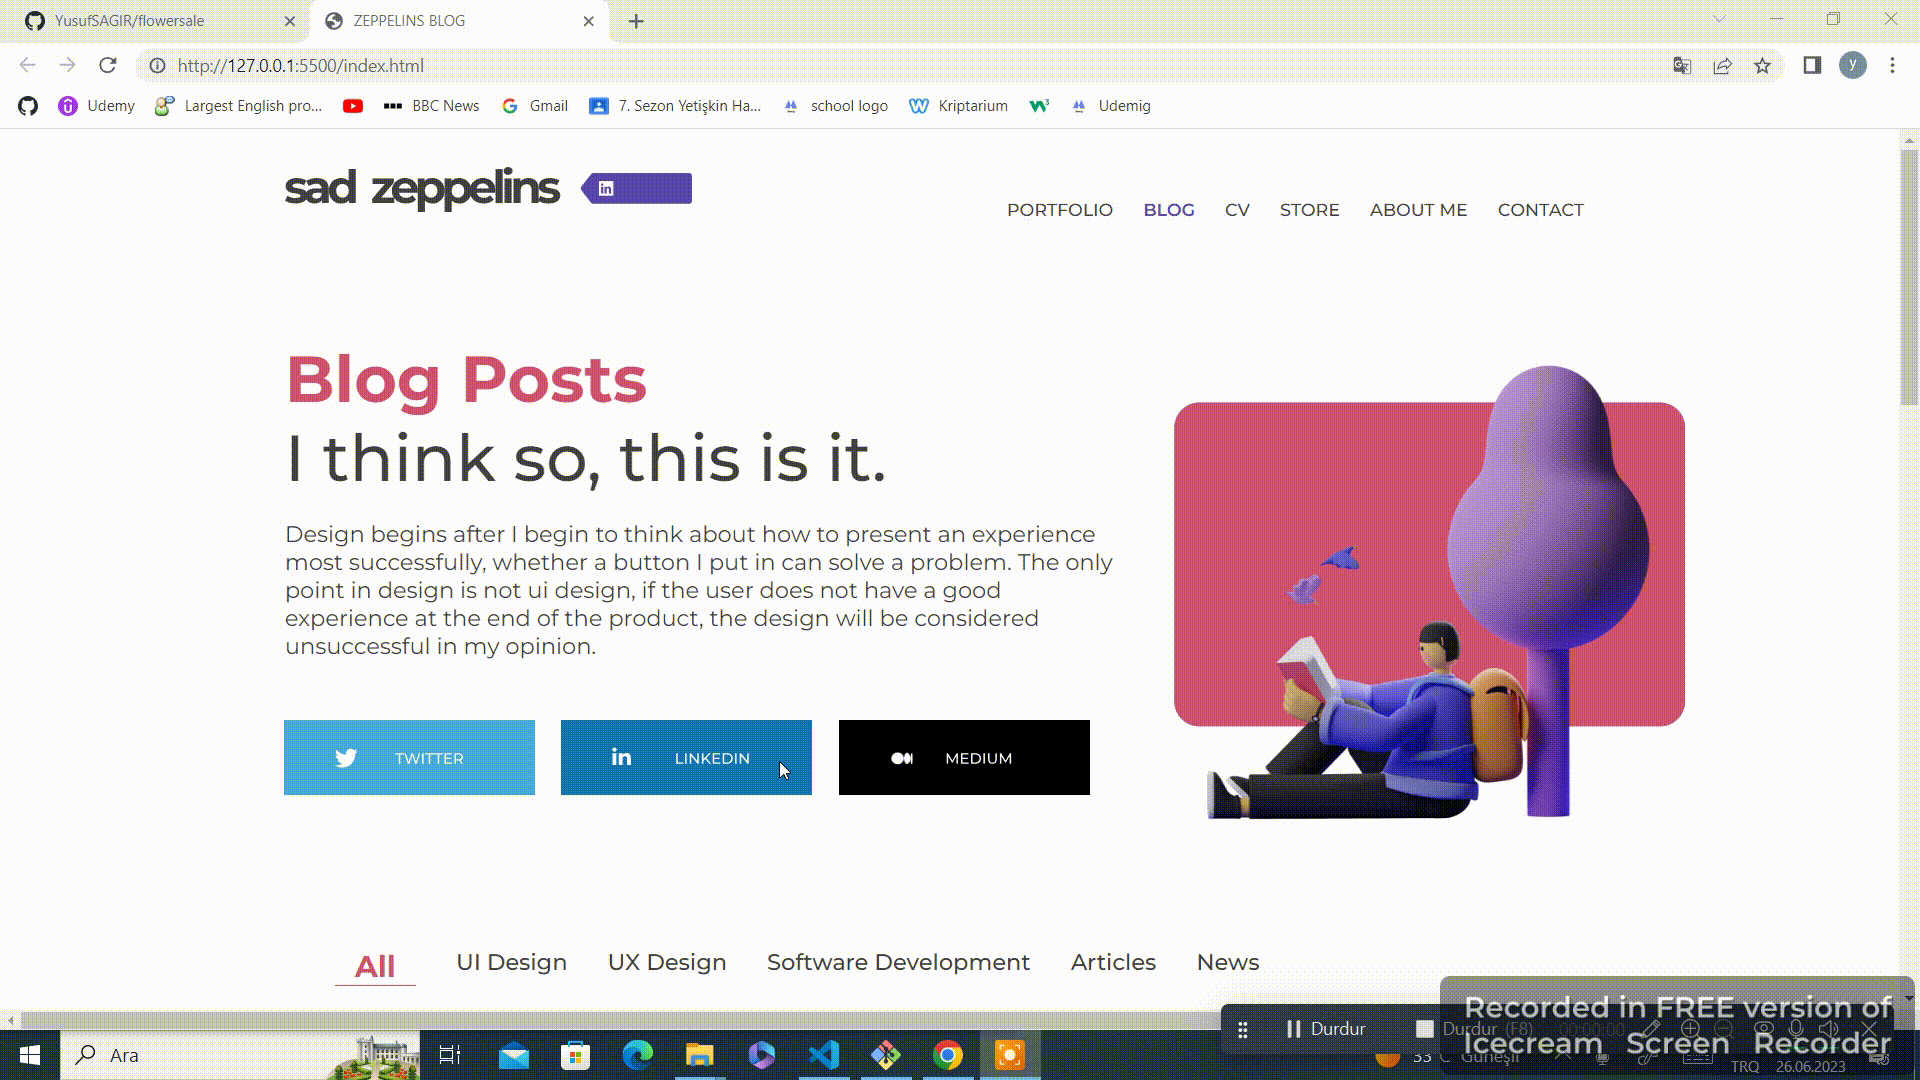 YusufSAGIR/flowersale
ZEPPELINS BLOG
http://127.0.0.1:5500/index.html
y
Udemy
Largest English pro...
BBC News
Gmail
7. Sezon Yetişkin Ha...
school logo
Kriptarium
Udemig
sad zeppelins
in
PORTFOLIO
BLOG
CV
STORE
ABOUT ME
CONTACT
Blog Posts
I think so, this is it.
Design begins after I begin to think about how to present an experience
most successfully, whether a button I put in can solve a problem. The only
point in design is not ui design, if the user does not have a good
experience at the end of the product, the design will be considered
unsuccessful in my opinion.
TWITTER
in LINKEDIN
MEDIUM
All
UI Design
UX Design
Software Development
Articles
News
Recorded in FREE version of
Icecream Screen Recorder
Durdur
Durdur (F8)
00:00:00
Ara
33°C Güneşli
TRQ
26.06.2023